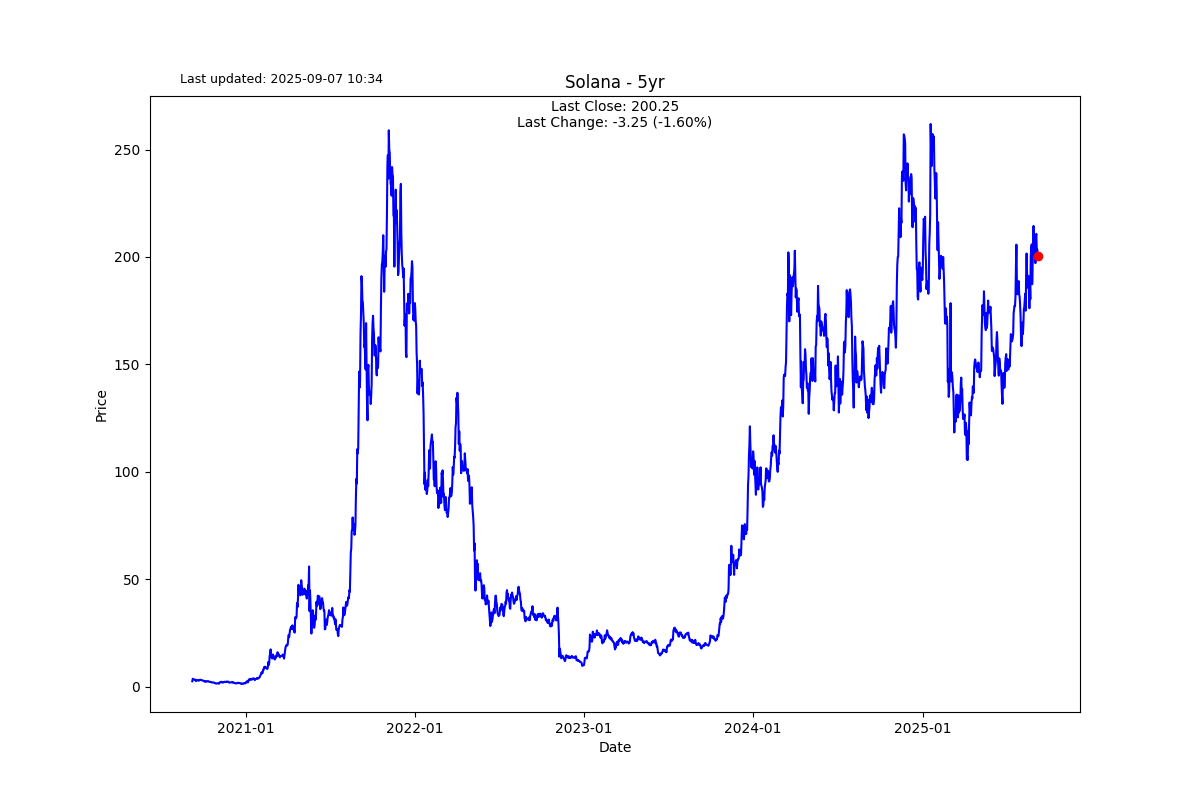 Last updated: 2025-09-07 10:34
Solana - 5yr
Last Close: 200.25
Last Change: -3.25 (-1.60%)
250
200
150
100
50
0
Price
2021-01
2022-01
2023-01
2024-01
2025-01
Date